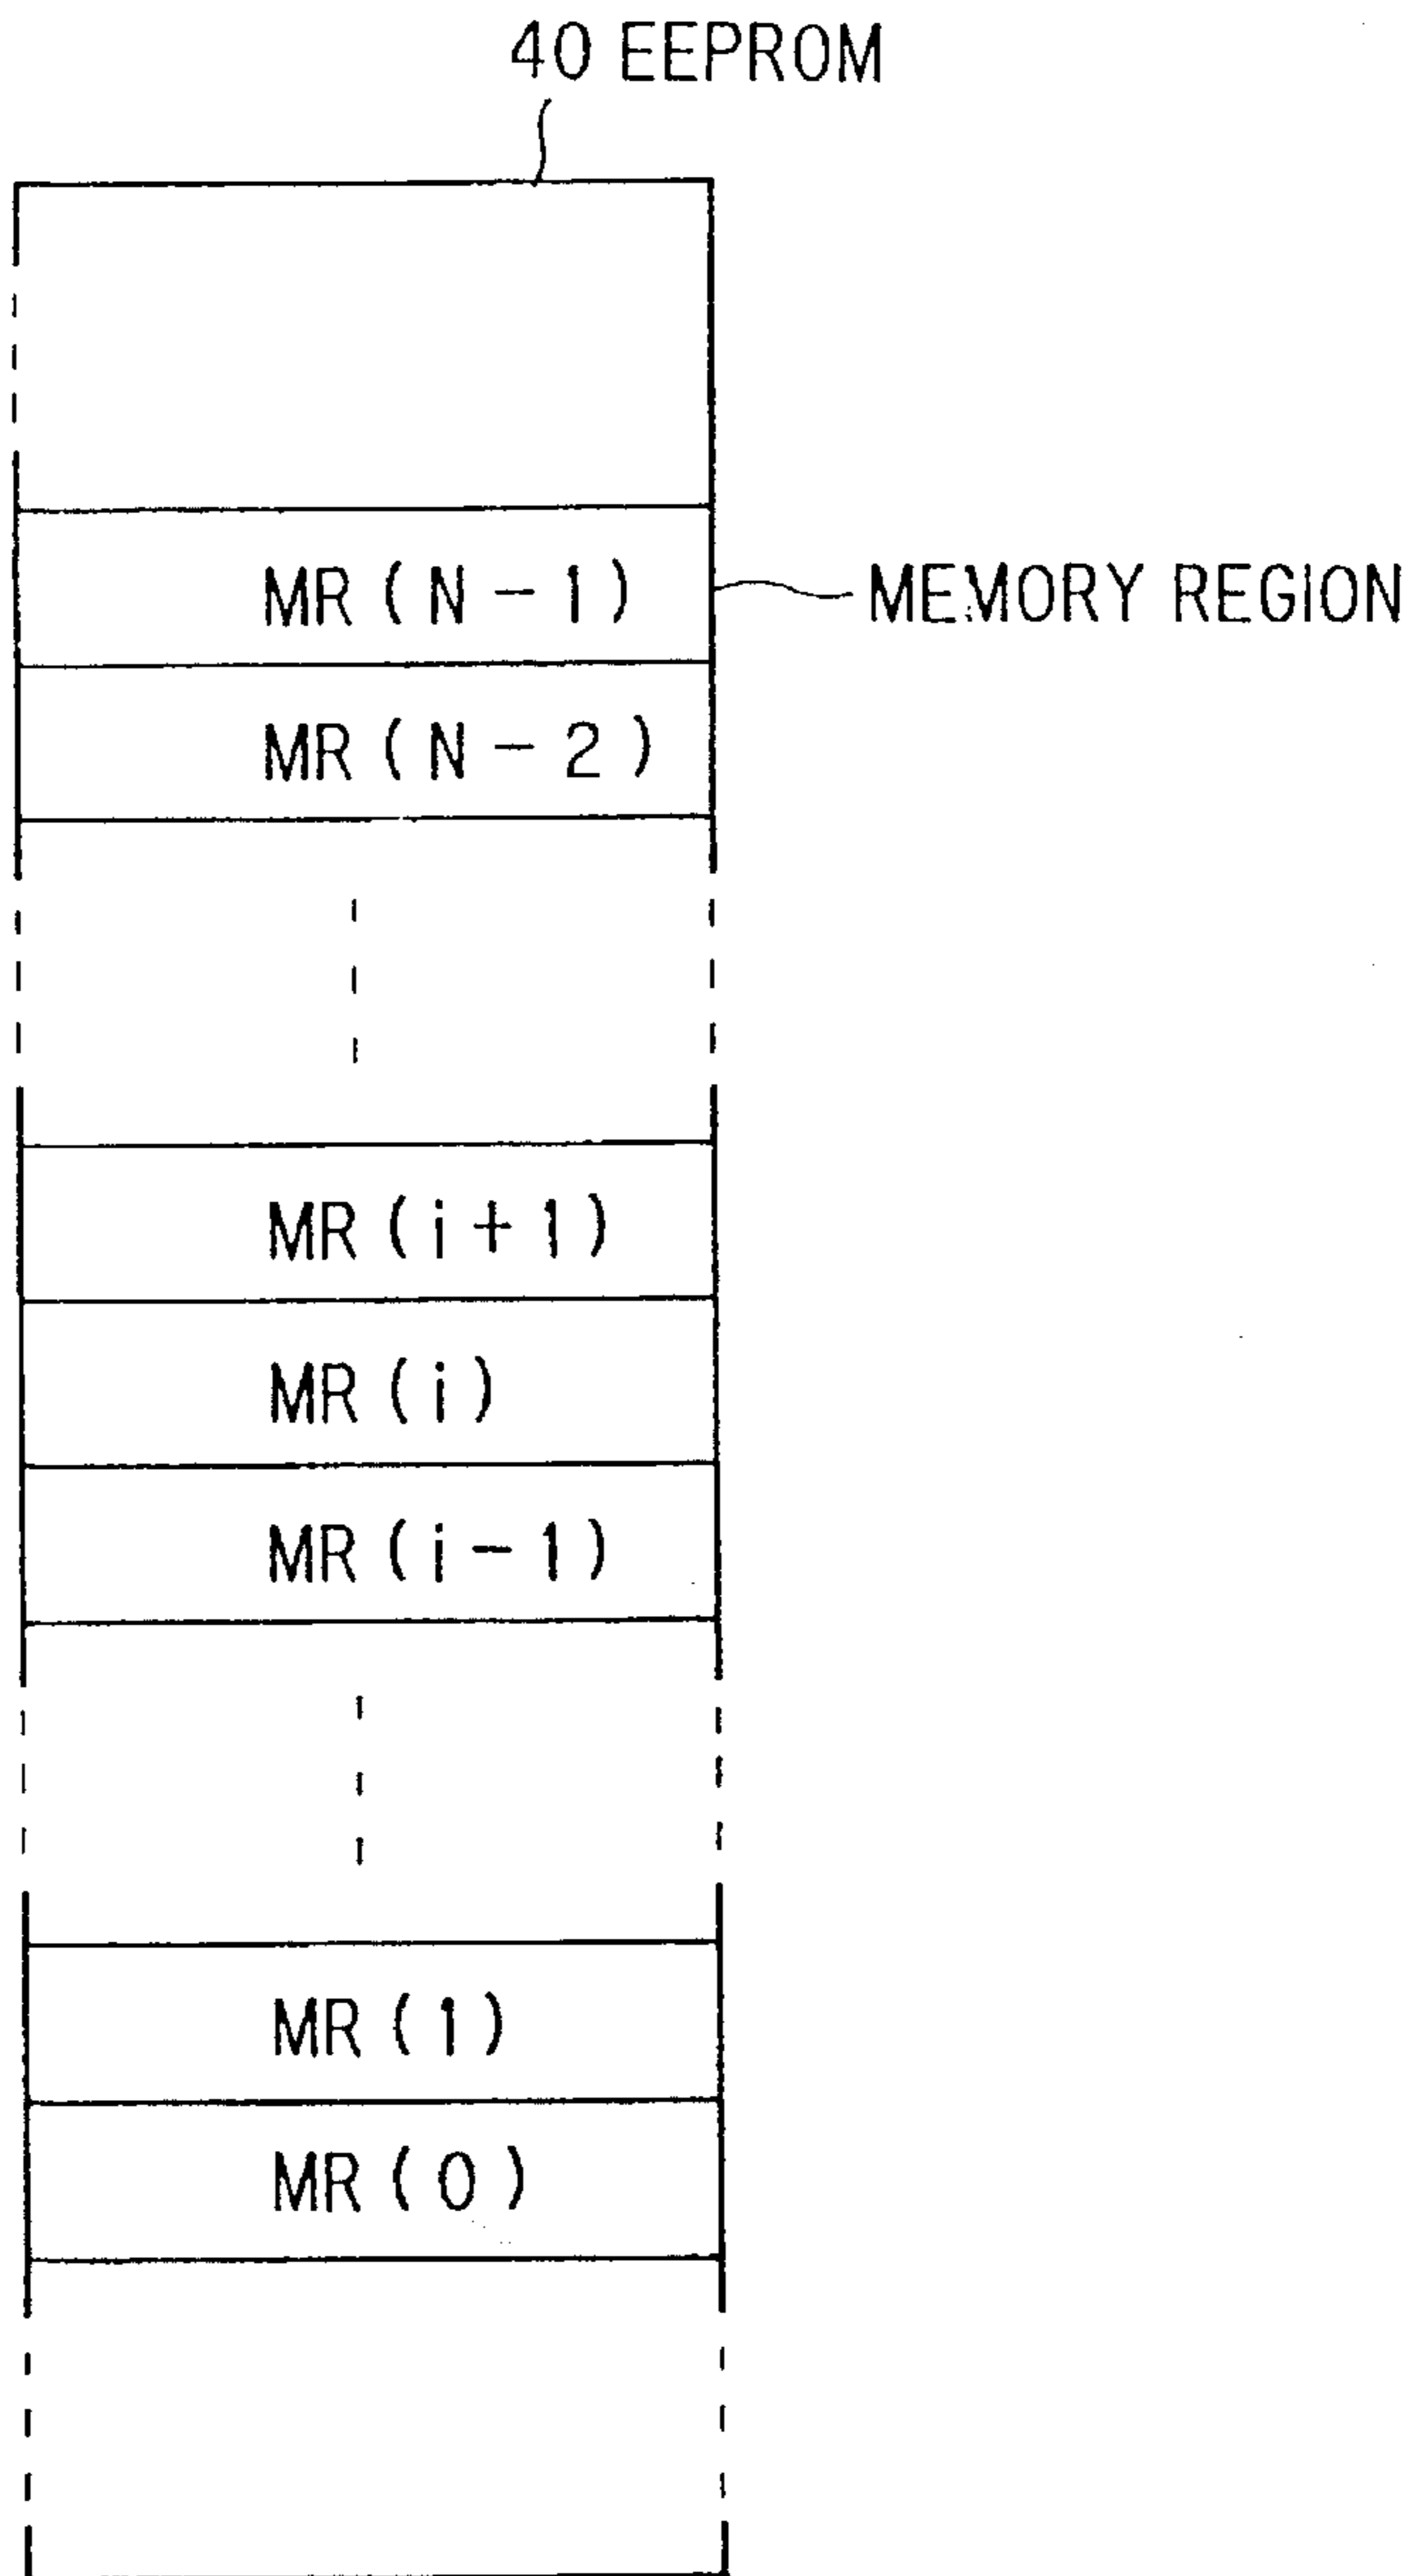 40 EEPROM
MR(N-1)
MEMORY REGION
MR(N-2)
MR(i+1)
MR(i)
MR(i-1)
MR(1)
MR(0)